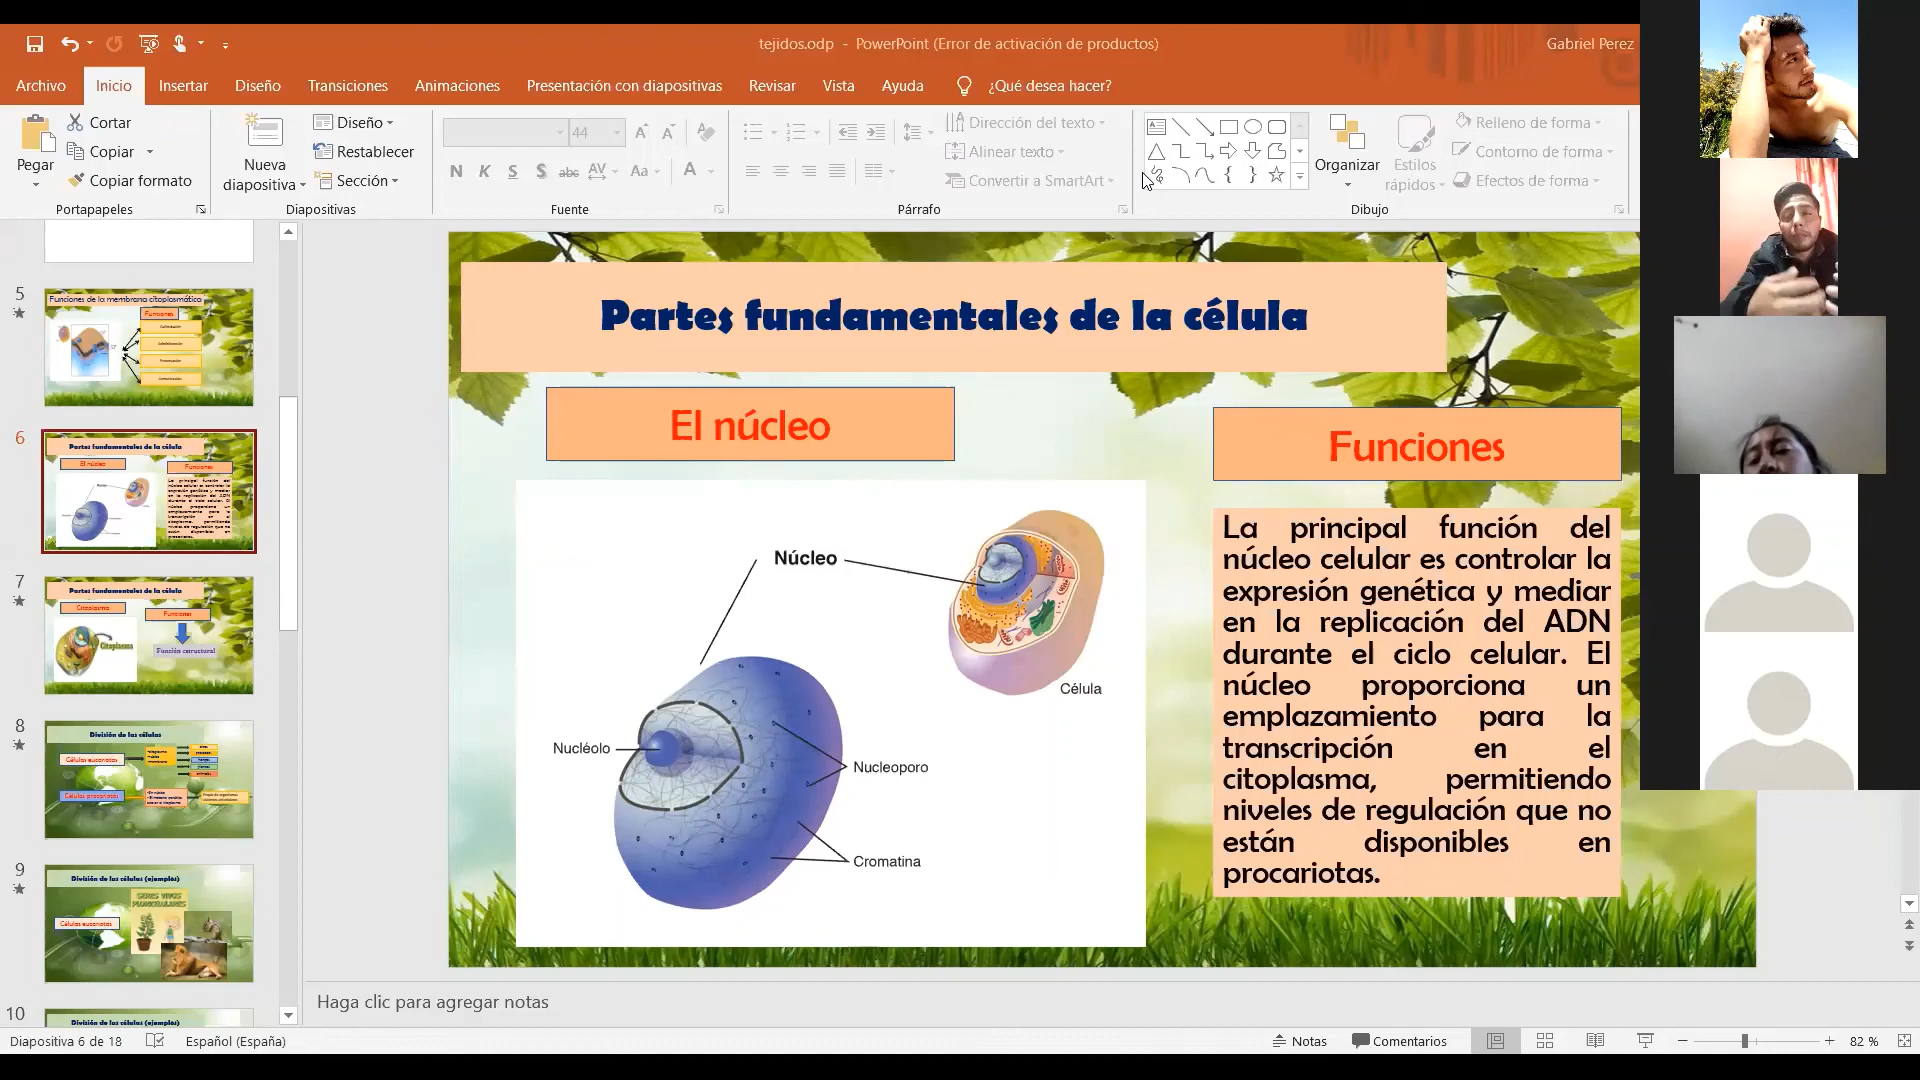 tejidos.odp - PowerPoint (Error de activación de productos)
Gabriel Perez
Archivo
Inicio
Insertar
Diseño
Transiciones
Animaciones
Presentación con diapositivas
Revisar
Vista
Ayuda
¿Qué desea hacer?
Pegar
Cortar
Copiar
Copiar formato
Portapapeles
Nueva
diapositiva
Diseño
Restablecer
Sección
Diapositivas
44
N K S S abc AV Aa A
Fuente
Dirección del texto
Alinear texto
Convertir a SmartArt
Párrafo
Organizar
Estilos
rápidos
Relleno de forma
Contorno de forma
Efectos de forma
Dibujo
5
Funciones de la membrana citoplasmática
Funciones
6
Partes fundamentales de la célula
El núcleo
Funciones
7
Partes fundamentales de la célula
Citoplasma
Funciones
Citoplasma
Función estructural
8
División de las células
Células eucariotas
Células procariotas
9
División de las células (ejemplos)
Células eucariotas
SERES VIVOS
PLURICELULARES
10
División de las células (ejemplos)
Partes fundamentales de la célula
El núcleo
Funciones
Núcleo
Célula
Nucléolo
Nucleoporo
Cromatina
La principal función del
núcleo celular es controlar la
expresión genética y mediar
en la replicación del ADN
durante el ciclo celular. El
núcleo proporciona un
emplazamiento para la
transcripción en el
citoplasma, permitiendo
niveles de regulación que no
están disponibles en
procariotas.
Haga clic para agregar notas
Diapositiva 6 de 18
Español (España)
Notas
Comentarios
82 %